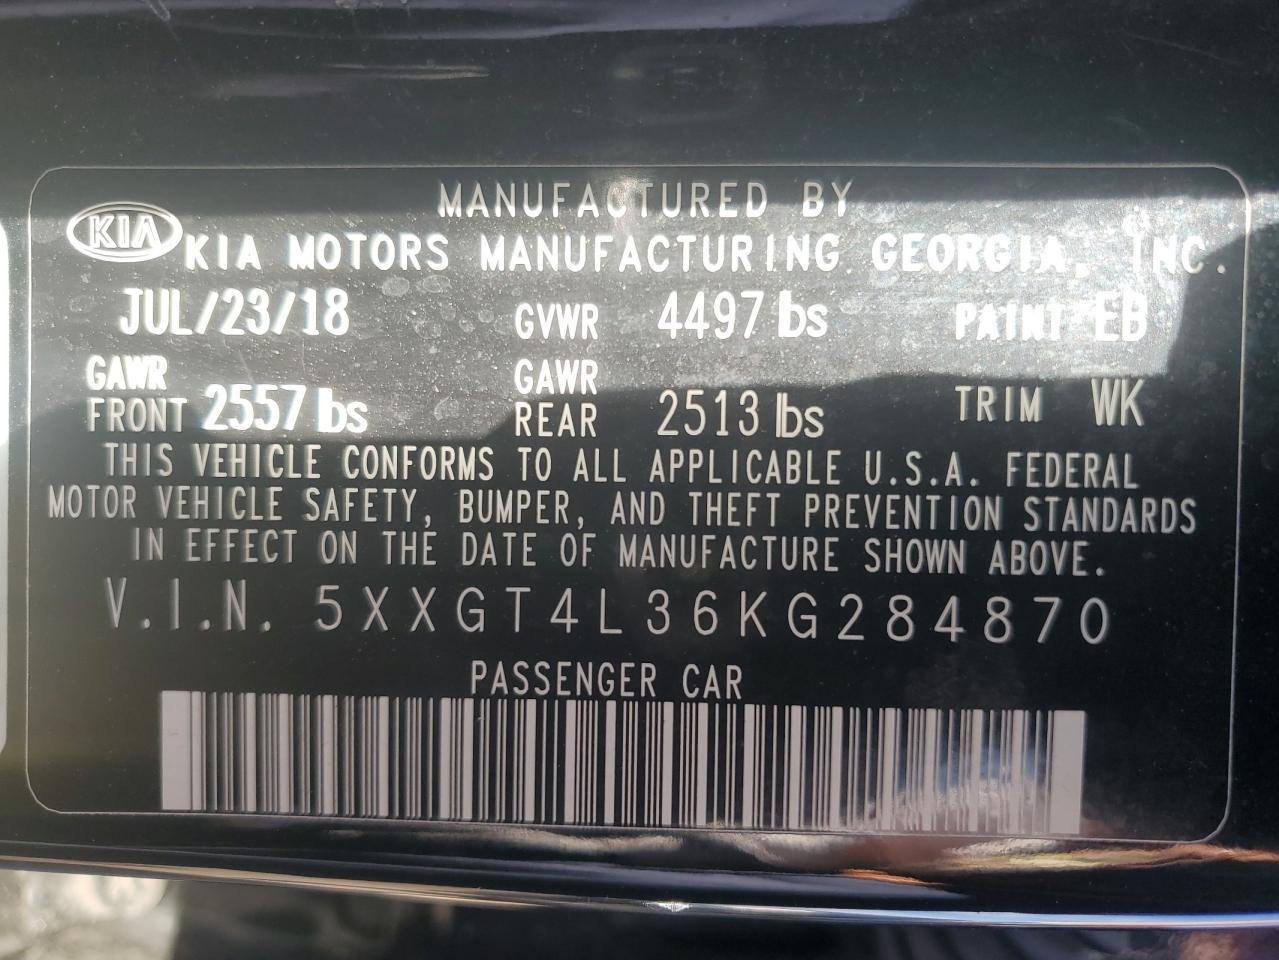 MANUFACTURED BY
KIA KIA MOTORS MANUFACTURING GEORGIA, INC.
JUL/23/18 GVWR 4497 lbs PAINT EB
GAWR FRONT 2557 lbs GAWR REAR 2513 lbs TRIM WK
THIS VEHICLE CONFORMS TO ALL APPLICABLE U.S.A. FEDERAL
MOTOR VEHICLE SAFETY, BUMPER, AND THEFT PREVENTION STANDARDS
IN EFFECT ON THE DATE OF MANUFACTURE SHOWN ABOVE.
V.I.N. 5XXGT4L36KG284870
PASSENGER CAR